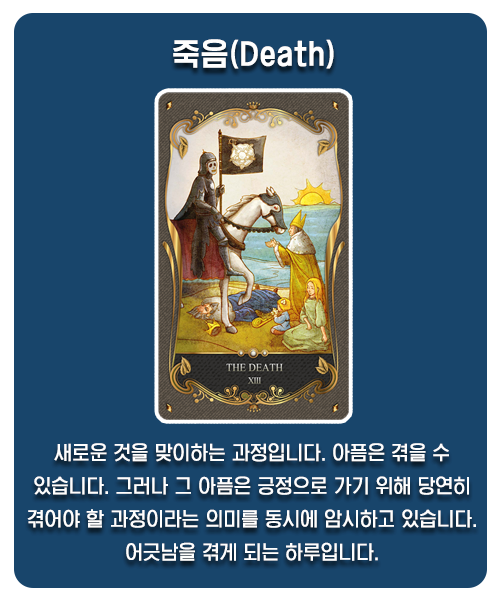 죽음(Death)
THE DEATH
XIII
새로운 것을 맞이하는 과정입니다. 아픔은 겪을 수
있습니다. 그러나 그 아픔은 긍정으로 가기 위해 당연히
겪어야 할 과정이라는 의미를 동시에 암시하고 있습니다.
어긋남을 겪게 되는 하루입니다.